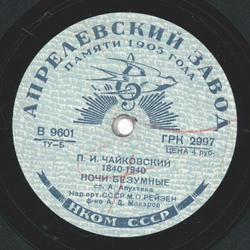 АПРЕЛЕВСКИЙ ЗАВОД
ПАМЯТИ 1905 ГОДА
В 9601
ТУ-Б
ГРК 2997
ЦЕНА 4 руб.
П. И. ЧАЙКОВСКИЙ
1840-1940
НОЧИ БЕЗУМНЫЕ
сл. А. Апухтина
Нар. арт. СССР М. О. РЕЙЗЕН
ф-но А. Д. Макаров
НКОМ СССР